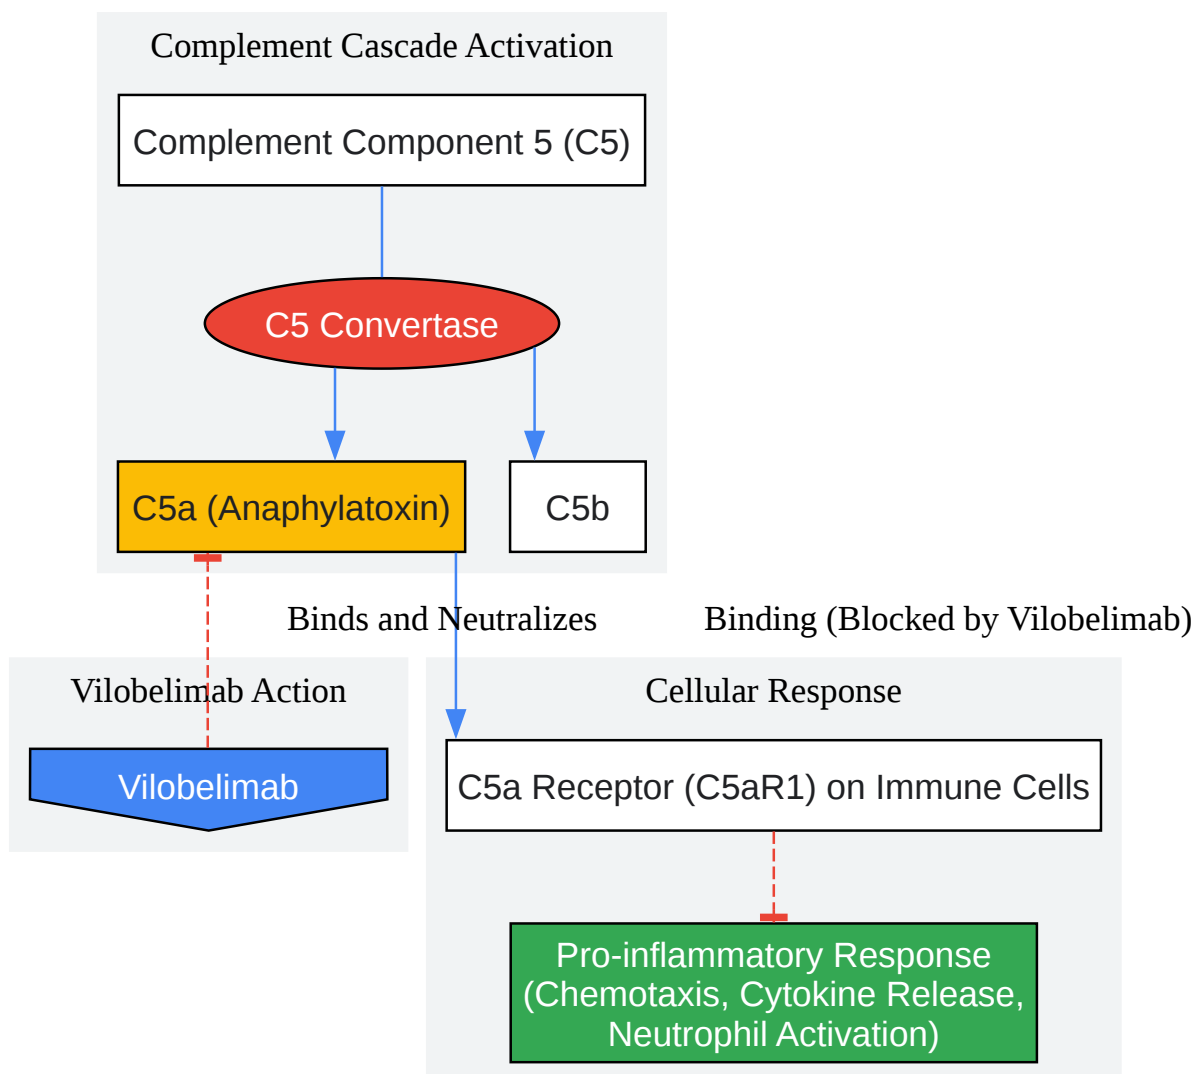 Complement Cascade Activation
Complement Component 5 (C5)
C5 Convertase
C5a (Anaphylatoxin)
C5b
Binds and Neutralizes
Binding (Blocked by Vilobelimab)
Vilobelimab Action
Vilobelimab
Cellular Response
C5a Receptor (C5aR1) on Immune Cells
Pro-inflammatory Response
(Chemotaxis, Cytokine Release,
Neutrophil Activation)